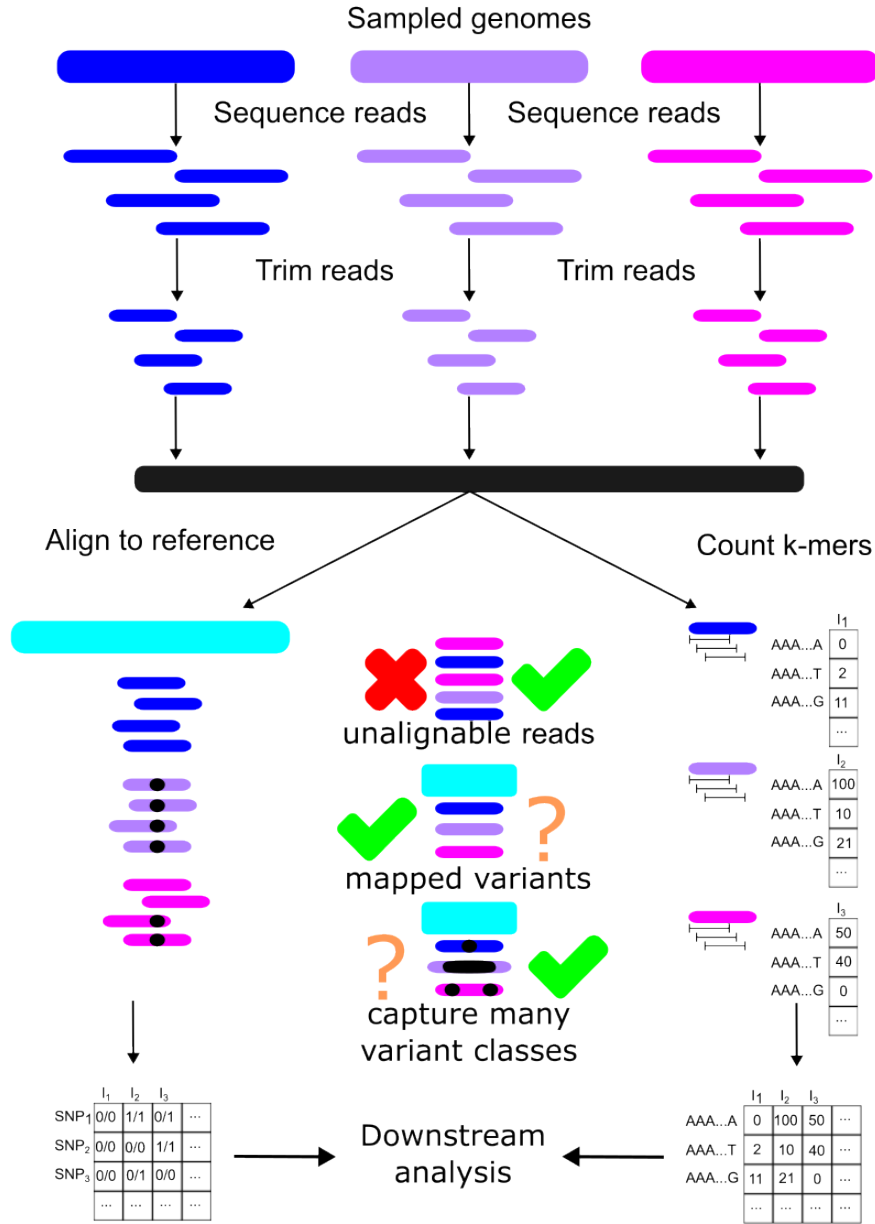 Sampled genomes
Sequence reads
Sequence reads
Trim reads
Trim reads
Align to reference
Count k-mers
unalignable reads
mapped variants
?
?
capture many
variant classes
I1
AAA...A 0
AAA...T 2
AAA...G 11
...
I2
AAA...A 100
AAA...T 10
AAA...G 21
...
I3
AAA...A 50
AAA...T 40
AAA...G 0
...
I1 I2 I3
SNP1 0/0 1/1 0/1 ...
SNP2 0/0 0/0 1/1 ...
SNP3 0/0 0/1 0/0 ...
... ... ... ...
Downstream
analysis
I1 I2 I3
AAA...A 0 100 50 ...
AAA...T 2 10 40 ...
AAA...G 11 21 0 ...
... ... ... ...